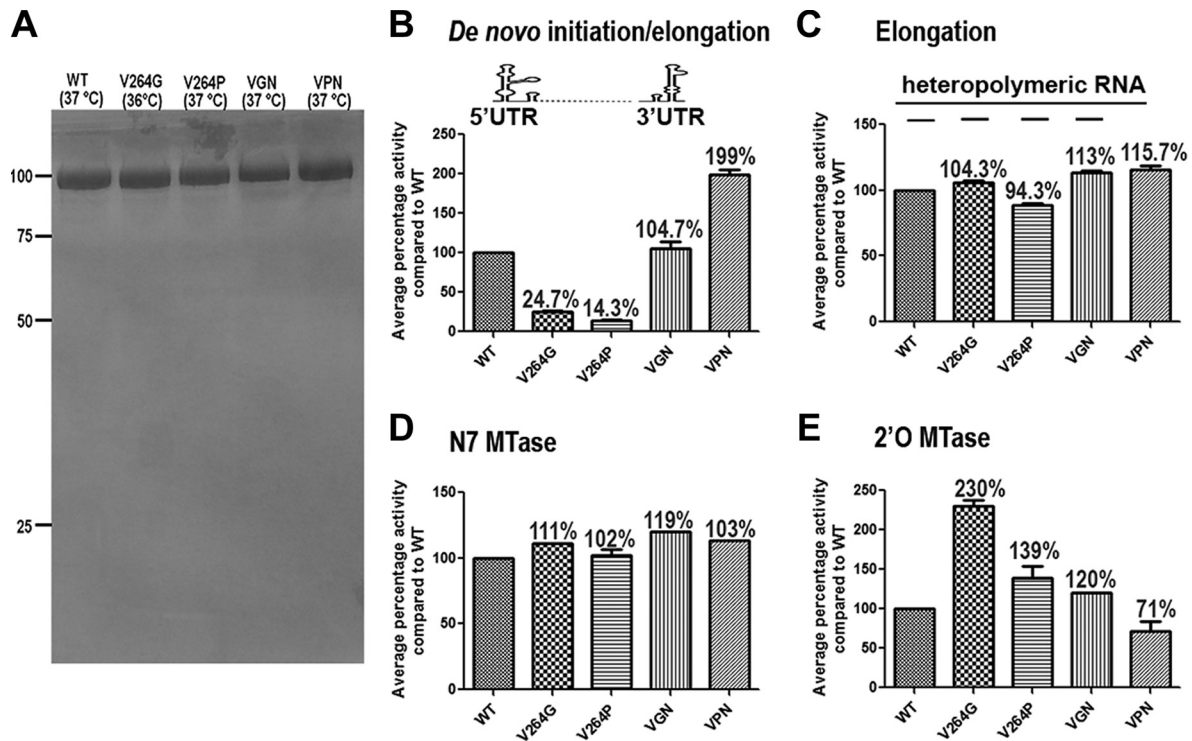 A
WT V264G V264P VGN VPN
(37 °C) (36°C) (37 °C) (37 °C) (37 °C)
100
75
50
25
B
De novo initiation/elongation
5'UTR 3'UTR
Average percentage activity
compared to WT
250
200
150
100
50
0
24.7%
14.3%
104.7%
199%
WT V264G V264P VGN VPN
C
Elongation
heteropolymeric RNA
Average percentage activity
compared to WT
150
100
50
0
104.3%
94.3%
113%
115.7%
WT V264G V264P VGN VPN
D
N7 MTase
Average percentage activity
compared to WT
150
100
50
0
111%
102%
119%
103%
WT V264G V264P VGN VPN
E
2'O MTase
Average percentage activity
compared to WT
250
200
150
100
50
0
230%
139%
120%
71%
WT V264G V264P VGN VPN